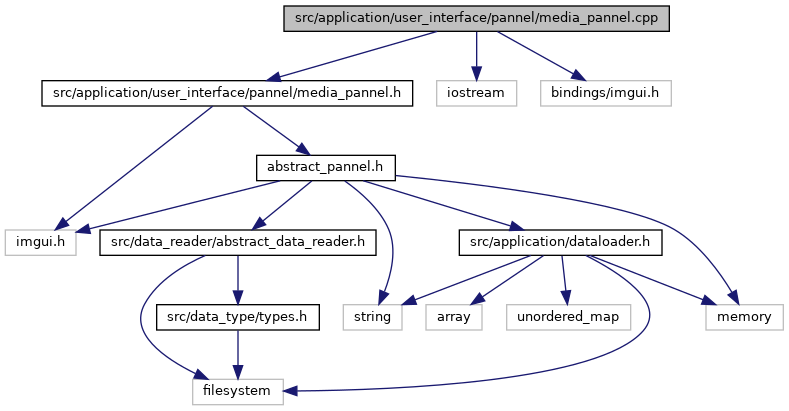 src/application/user_interface/pannel/media_pannel.cpp
src/application/user_interface/pannel/media_pannel.h
iostream
bindings/imgui.h
abstract_pannel.h
imgui.h
src/data_reader/abstract_data_reader.h
src/application/dataloader.h
src/data_type/types.h
string
array
unordered_map
memory
filesystem